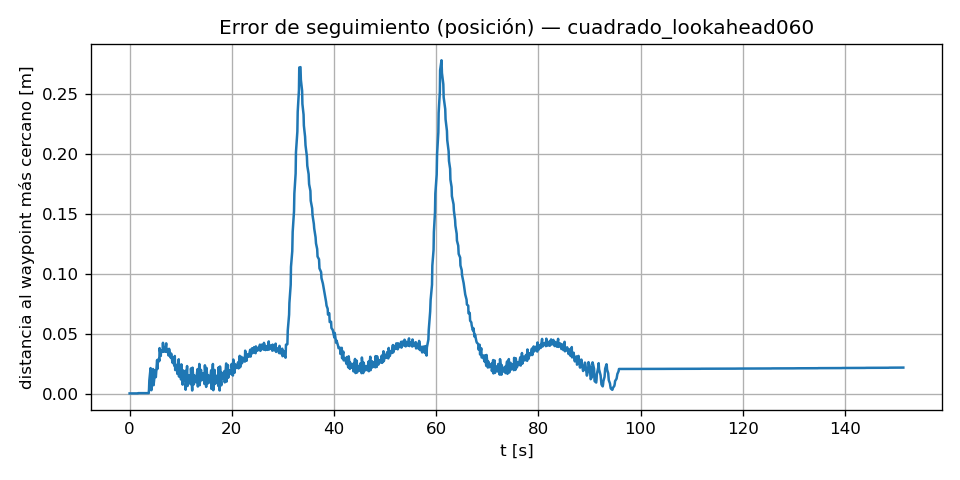 Error de seguimiento (posición) — cuadrado_lookahead060
distancia al waypoint más cercano [m]
0.25
0.20
0.15
0.10
0.05
0.00
0 20 40 60 80 100 120 140
t [s]